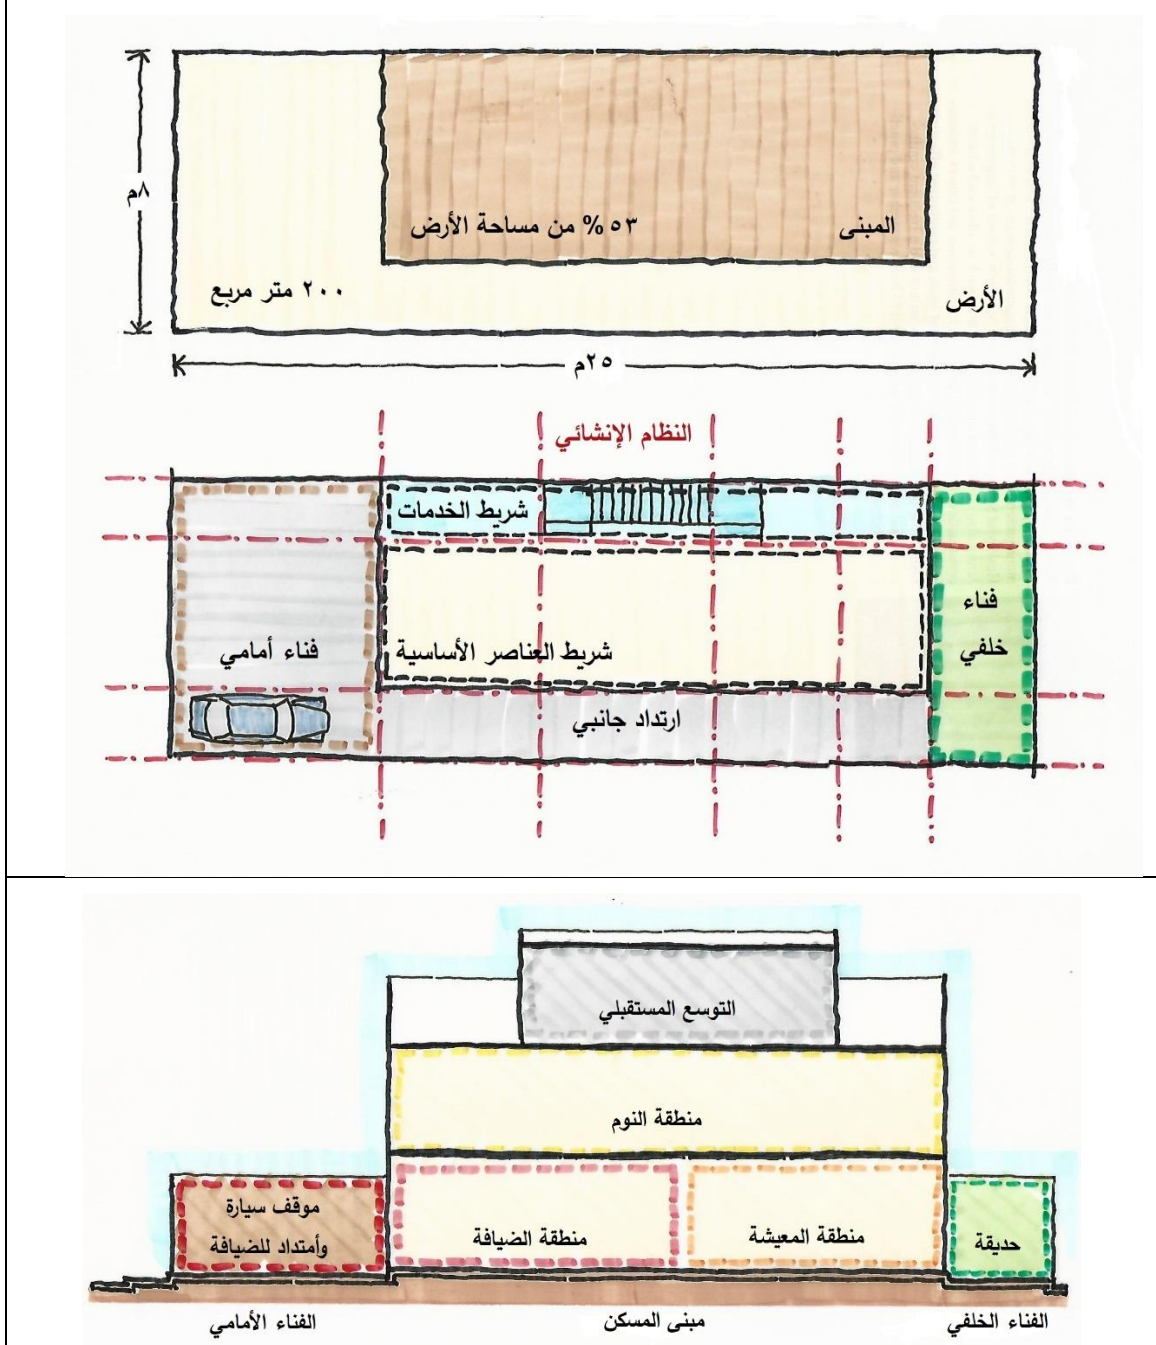 ٨م
٥٣ % من مساحة الأرض
المبنى
٢٠٠ متر مربع
الأرض
٢٥م
النظام الإنشائي
شريط الخدمات
فناء
خلفي
فناء أمامي
شريط العناصر الأساسية
ارتداد جانبي
التوسع المستقبلي
منطقة النوم
موقف سيارة
وأمتداد للضيافة
منطقة الضيافة
منطقة المعيشة
حديقة
الفناء الأمامي
مبنى المسكن
الفناء الخلفي